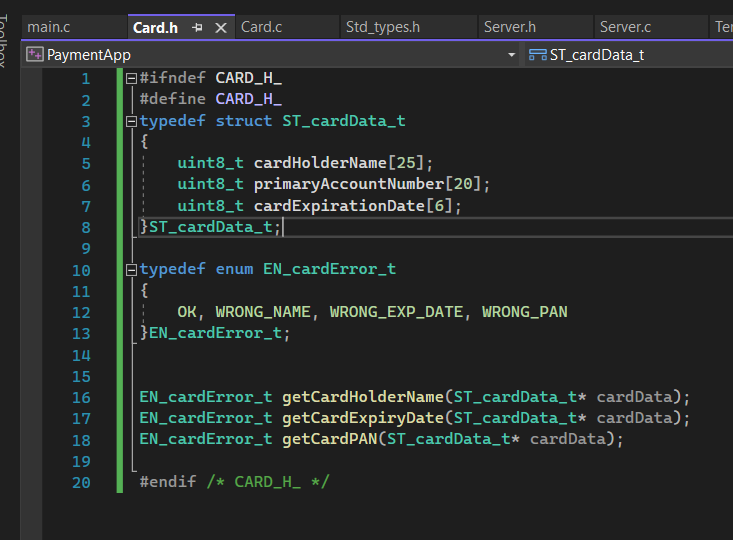 Toolbox
main.c Card.h Card.c Std_types.h Server.h Server.c
PaymentApp ST_cardData_t
1 #ifndef CARD_H_
2 #define CARD_H_
3 typedef struct ST_cardData_t
4 {
5 uint8_t cardHolderName[25];
6 uint8_t primaryAccountNumber[20];
7 uint8_t cardExpirationDate[6];
8 }ST_cardData_t;
9
10 typedef enum EN_cardError_t
11 {
12 OK, WRONG_NAME, WRONG_EXP_DATE, WRONG_PAN
13 }EN_cardError_t;
14
15
16 EN_cardError_t getCardHolderName(ST_cardData_t* cardData);
17 EN_cardError_t getCardExpiryDate(ST_cardData_t* cardData);
18 EN_cardError_t getCardPAN(ST_cardData_t* cardData);
19
20 #endif /* CARD_H_ */